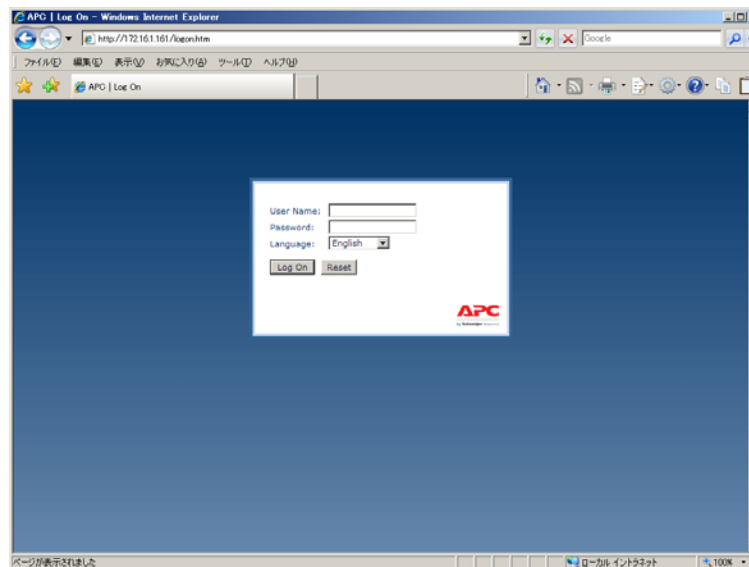 APC | Log On - Windows Internet Explorer
http://172.16.1.161/logon.htm
Google
ファイル(F) 編集(E) 表示(V) お気に入り(A) ツール(T) ヘルプ(H)
APC | Log On
User Name:
Password:
Language: English
Log On Reset
APC
by Schneider Electric
ページが表示されました
ローカル イントラネット
100%